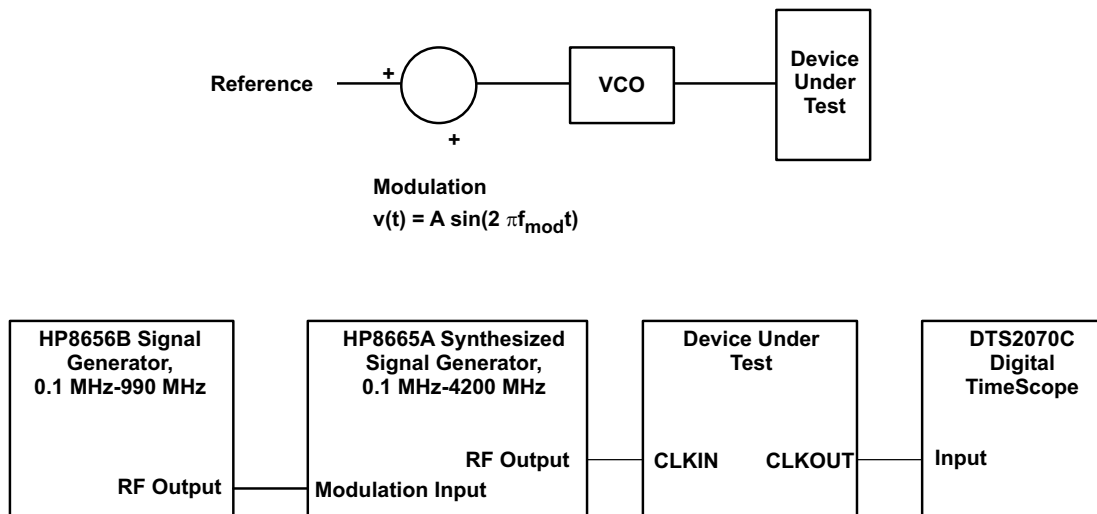 Reference
+
+
VCO
Device
Under
Test
Modulation
v(t) = A sin(2 πfmodt)
HP8656B Signal
Generator,
0.1 MHz-990 MHz
RF Output
HP8665A Synthesized
Signal Generator,
0.1 MHz-4200 MHz
RF Output
Modulation Input
Device Under
Test
CLKIN
CLKOUT
DTS2070C
Digital
TimeScope
Input